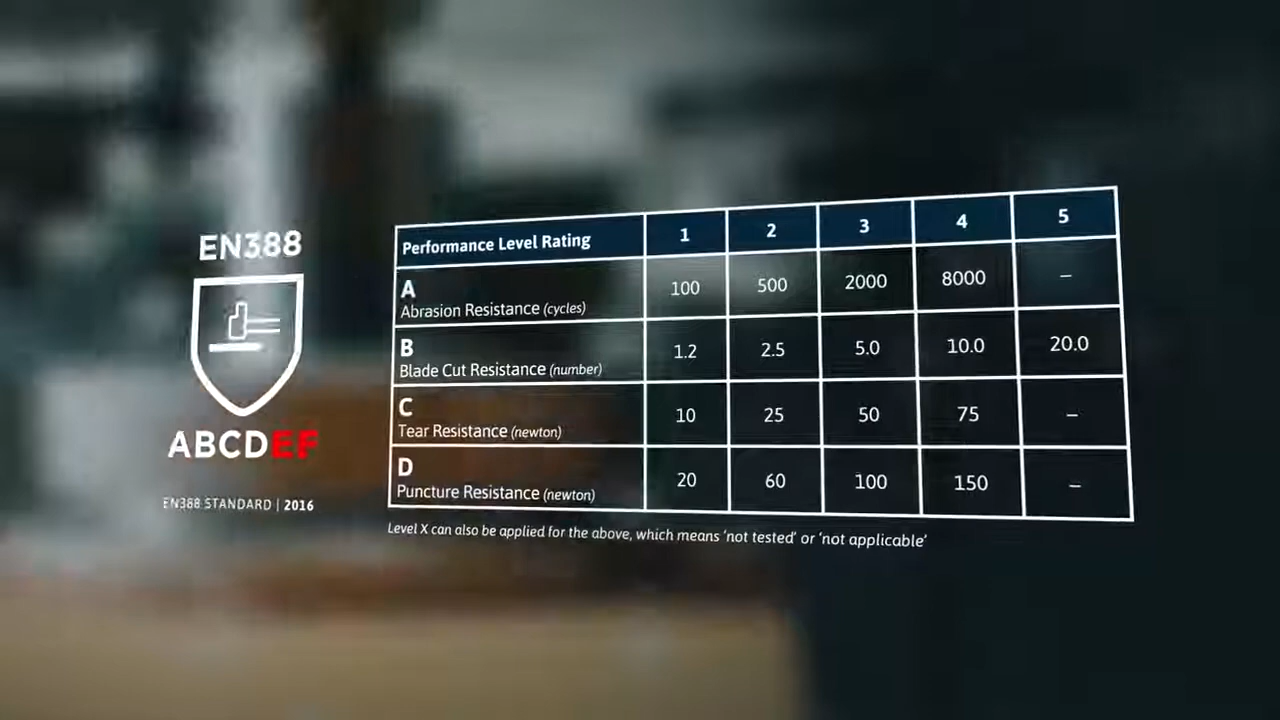 EN388
ABCDEF
EN388 STANDARD | 2016
Performance Level Rating 1 2 3 4 5
A
Abrasion Resistance (cycles) 100 500 2000 8000 –
B
Blade Cut Resistance (number) 1.2 2.5 5.0 10.0 20.0
C
Tear Resistance (newton) 10 25 50 75 –
D
Puncture Resistance (newton) 20 60 100 150 –
Level X can also be applied for the above, which means 'not tested' or 'not applicable'